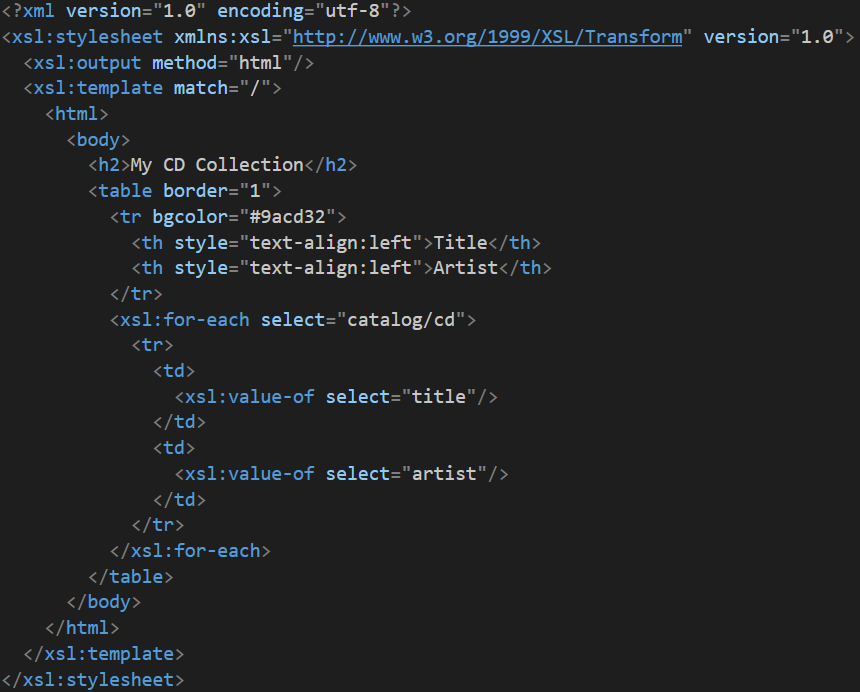 <?xml version="1.0" encoding="utf-8"?>
<xsl:stylesheet xmlns:xsl="http://www.w3.org/1999/XSL/Transform" version="1.0">
  <xsl:output method="html"/>
  <xsl:template match="/">
    <html>
      <body>
        <h2>My CD Collection</h2>
        <table border="1">
          <tr bgcolor="#9acd32">
            <th style="text-align:left">Title</th>
            <th style="text-align:left">Artist</th>
          </tr>
          <xsl:for-each select="catalog/cd">
            <tr>
              <td>
                <xsl:value-of select="title"/>
              </td>
              <td>
                <xsl:value-of select="artist"/>
              </td>
            </tr>
          </xsl:for-each>
        </table>
      </body>
    </html>
  </xsl:template>
</xsl:stylesheet>